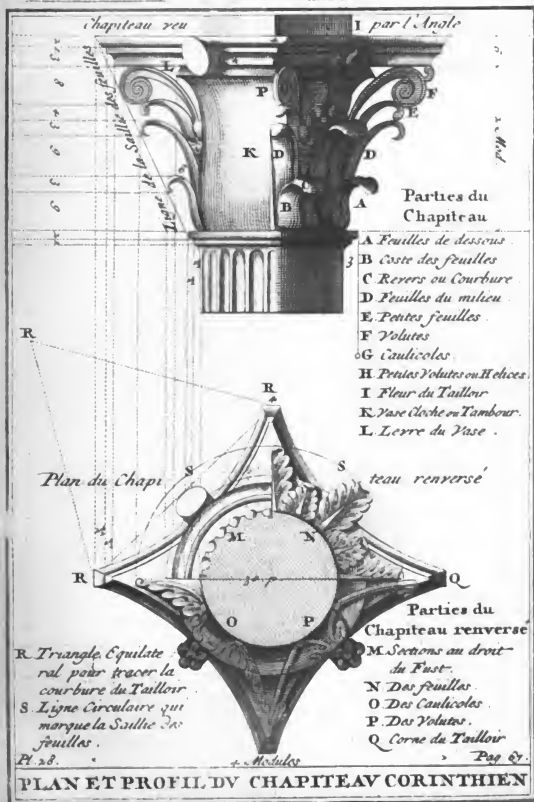 Chapiteau veu par l'Angle
Ligne de la Saillie des feuilles
Parties du
Chapiteau
A Feuilles de dessous.
B Coste des feuilles
C Revers ou Courbure
D Feuilles du milieu
E Petites feuilles.
F Volutes
G Caulicoles
H Petites Volutes ou Helices.
I Fleur du Tailloir
K Vase Cloche ou Tambour.
L Levre du Vase.
Plan du Chapiteau renversé
Parties du
Chapiteau renversé
M Sections au droit
du Fust.
N Des feuilles.
O Des Caulicoles.
P Des Volutes.
Q Corne du Tailloir
R Triangle Equilate
ral pour tracer la
courbure du Tailloir.
S Ligne Circulaire qui
marque la Saillie des
feuilles.
Pl. 28. 4 Modules Pag 67.
PLAN ET PROFIL DV CHAPITEAV CORINTHIEN